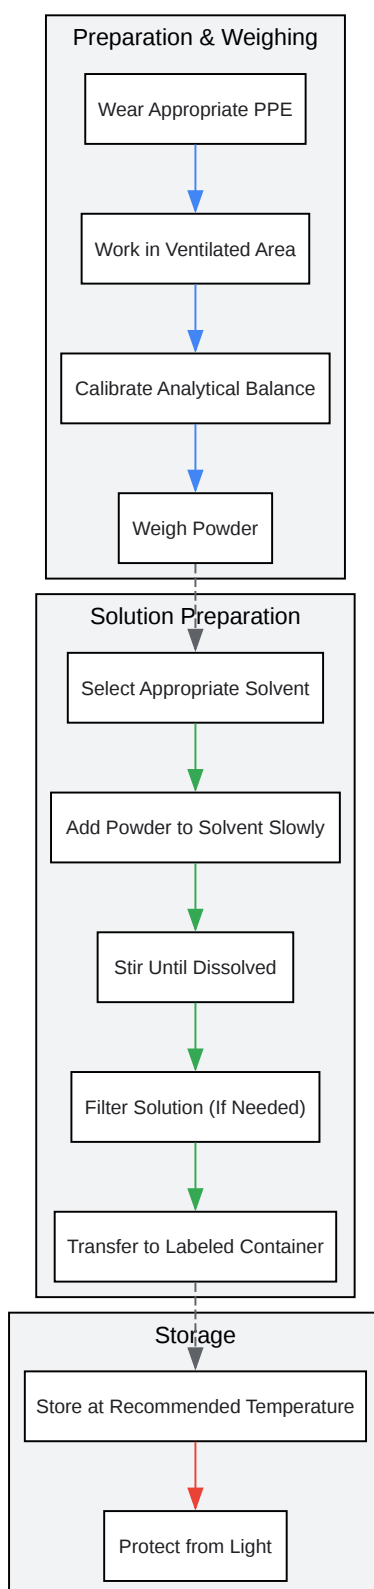 Preparation & Weighing
Wear Appropriate PPE
Work in Ventilated Area
Calibrate Analytical Balance
Weigh Powder
Solution Preparation
Select Appropriate Solvent
Add Powder to Solvent Slowly
Stir Until Dissolved
Filter Solution (If Needed)
Transfer to Labeled Container
Storage
Store at Recommended Temperature
Protect from Light